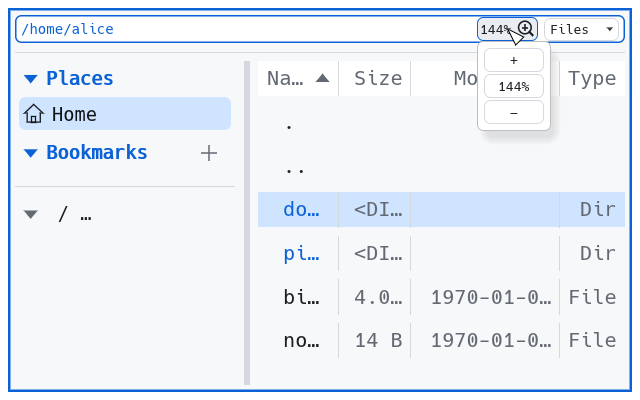 /home/alice 144% Files
+
144%
−
Places
Home
Bookmarks
/ …
Na… Size Mo Type
.
..
do… <DI… Dir
pi… <DI… Dir
bi… 4.0… 1970-01-0… File
no… 14 B 1970-01-0… File